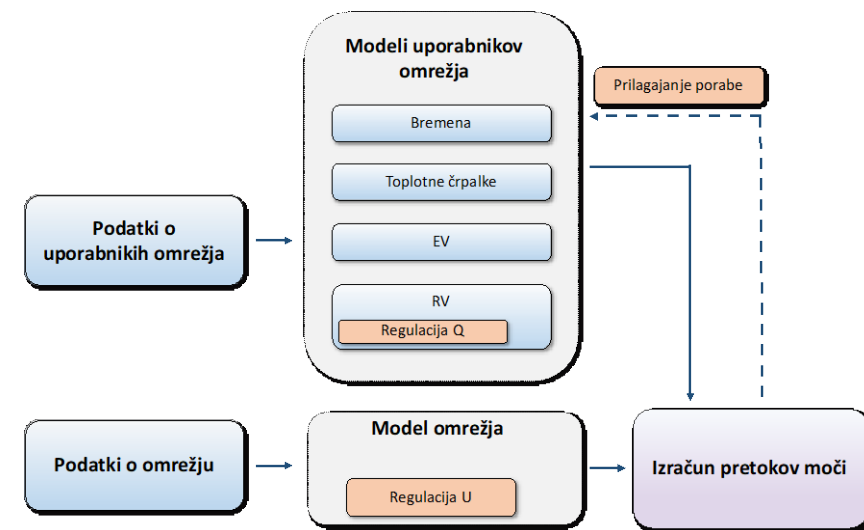 Modeli uporabnikov
omrežja
Prilagajanje porabe
Bremena
Toplotne črpalke
Podatki o
uporabnikih omrežja
EV
RV
Regulacija Q
Podatki o omrežju
Model omrežja
Regulacija U
Izračun pretokov moči